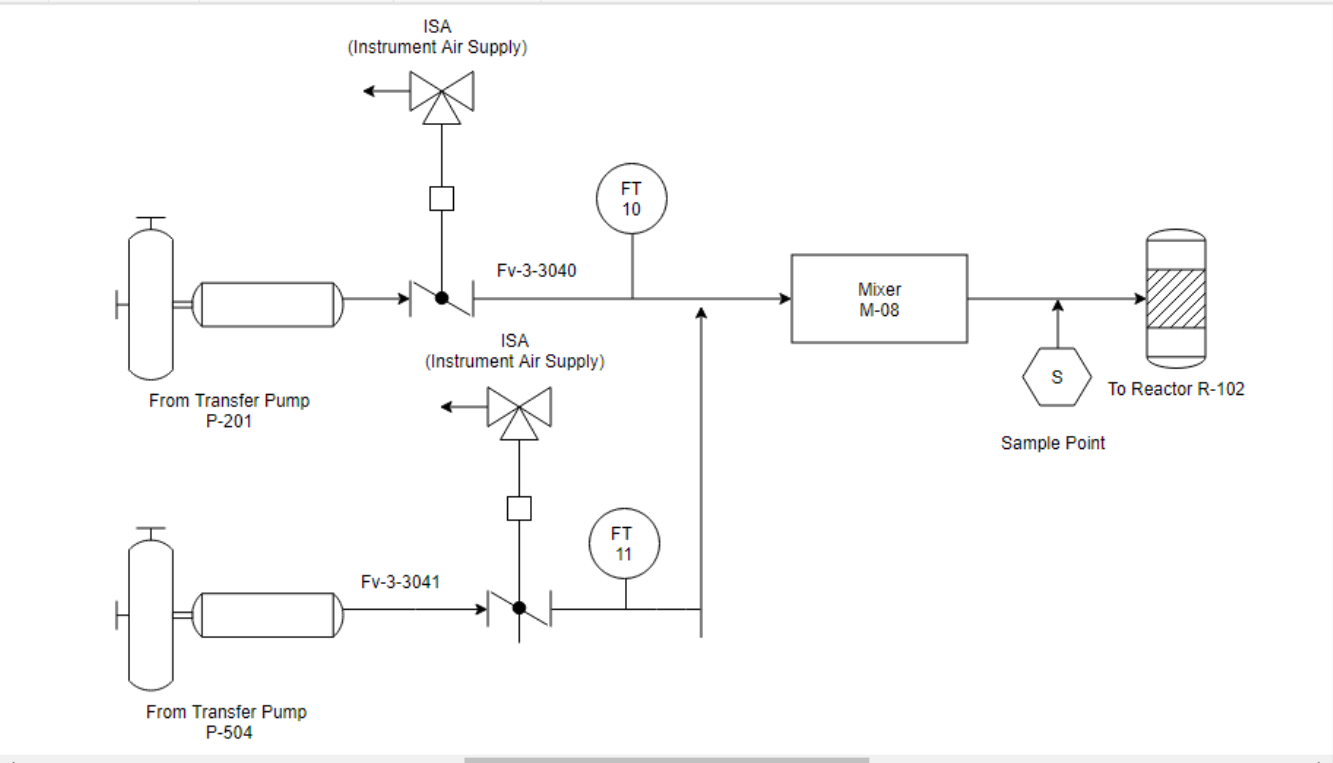 ISA
(Instrument Air Supply)
FT
10
Fv-3-3040
Mixer
M-08
ISA
(Instrument Air Supply)
S
To Reactor R-102
From Transfer Pump
P-201
Sample Point
FT
11
Fv-3-3041
From Transfer Pump
P-504